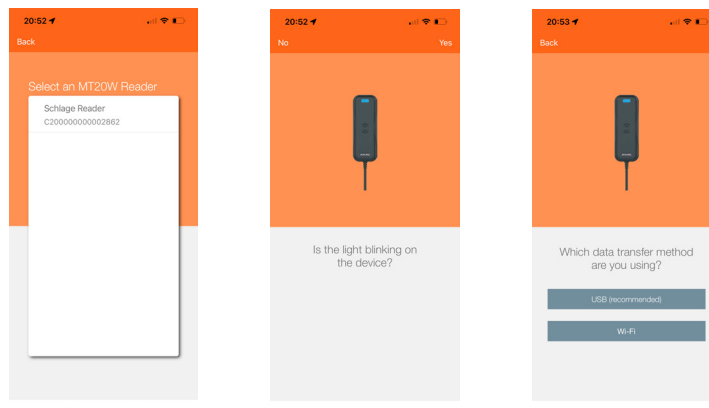 20:52
Back
Select an MT20W Reader
Schlage Reader
C200000000002862
20:52
No Yes
Is the light blinking on
the device?
20:53
Back
Which data transfer method
are you using?
USB (recommended)
Wi-Fi